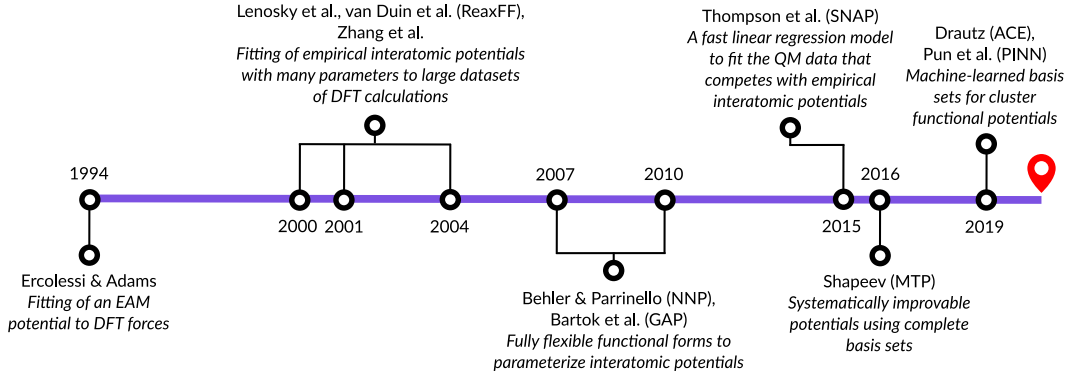 Lenosky et al., van Duin et al. (ReaxFF),
Zhang et al.
Fitting of empirical interatomic potentials
with many parameters to large datasets
of DFT calculations
Thompson et al. (SNAP)
A fast linear regression model
to fit the QM data that
competes with empirical
interatomic potentials
Drautz (ACE),
Pun et al. (PINN)
Machine-learned basis
sets for cluster
functional potentials
1994
2000
2001
2004
2007
2010
2015
2016
2019
Ercolessi & Adams
Fitting of an EAM
potential to DFT forces
Behler & Parrinello (NNP),
Bartok et al. (GAP)
Fully flexible functional forms to
parameterize interatomic potentials
Shapeev (MTP)
Systematically improvable
potentials using complete
basis sets